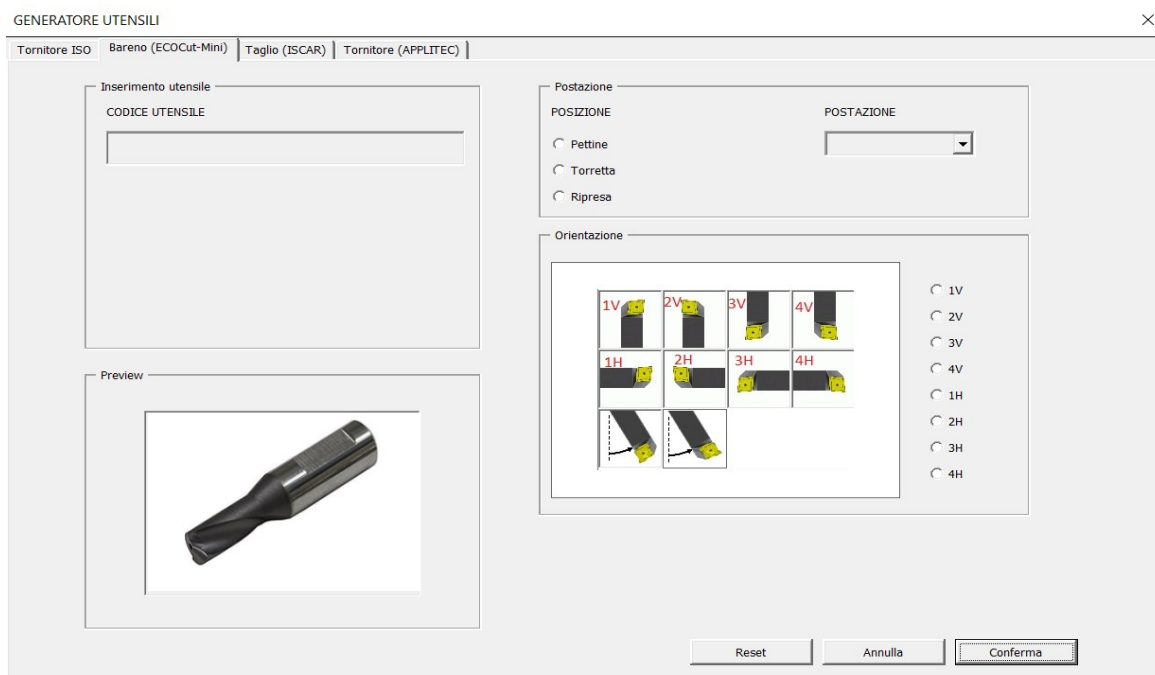 GENERATORE UTENSILI
Tornitore ISO
Bareno (ECOCut-Mini)
Taglio (ISCAR)
Tornitore (APPLITEC)
Inserimento utensile
CODICE UTENSILE
Preview
Postazione
POSIZIONE
POSTAZIONE
Pettine
Torretta
Ripresa
Orientazione
1V
2V
3V
4V
1H
2H
3H
4H
1V
2V
3V
4V
1H
2H
3H
4H
Reset
Annulla
Conferma